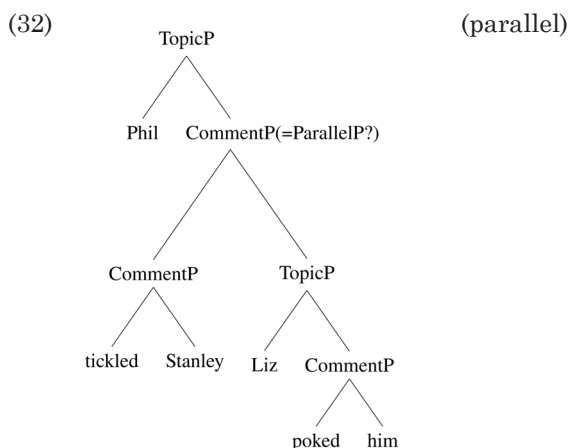 (32) (parallel)
TopicP
Phil CommentP(=ParallelP?)
CommentP TopicP
tickled Stanley Liz CommentP
poked him